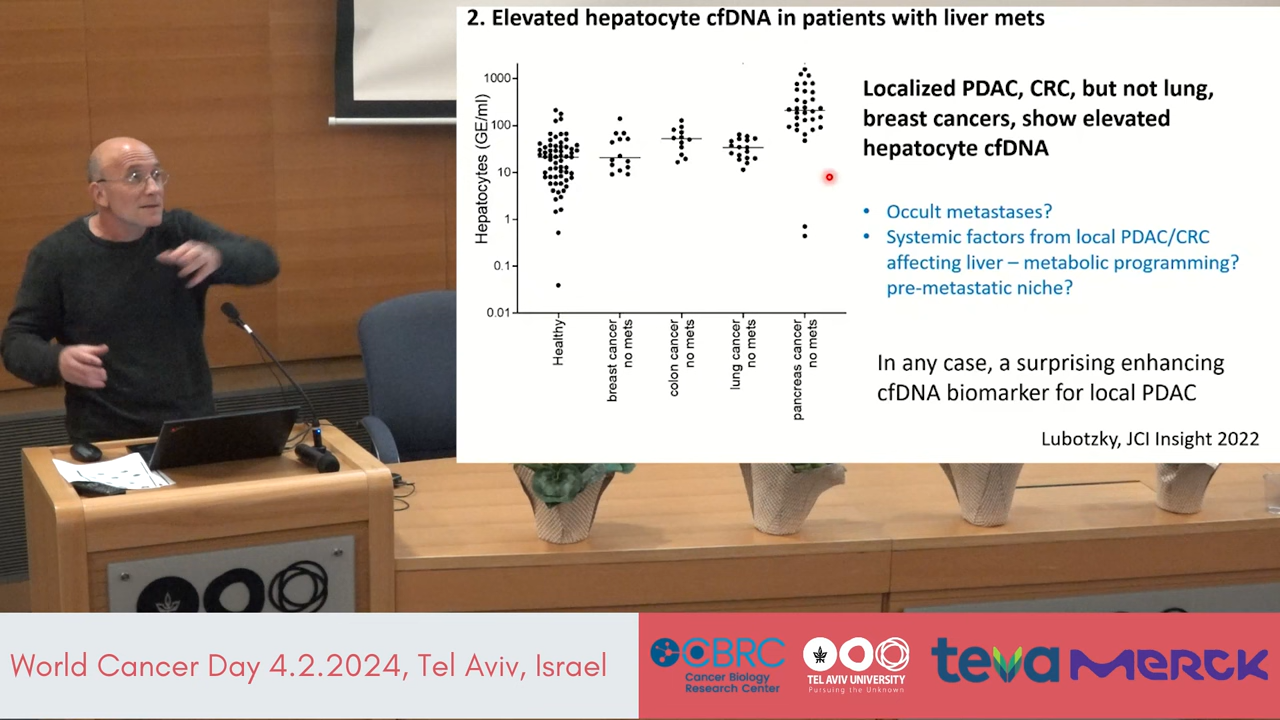 2. Elevated hepatocyte cfDNA in patients with liver mets
Hepatocytes (GE/ml)
1000
100
10
1
0.1
0.01
Healthy
breast cancer
no mets
colon cancer
no mets
lung cancer
no mets
pancreas cancer
no mets
Localized PDAC, CRC, but not lung,
breast cancers, show elevated
hepatocyte cfDNA
• Occult metastases?
• Systemic factors from local PDAC/CRC
affecting liver – metabolic programming?
pre-metastatic niche?
In any case, a surprising enhancing
cfDNA biomarker for local PDAC
Lubotzky, JCI Insight 2022
World Cancer Day 4.2.2024, Tel Aviv, Israel
CBRC
Cancer Biology
Research Center
TEL AVIV UNIVERSITY
Pursuing the Unknown
teva
MERCK